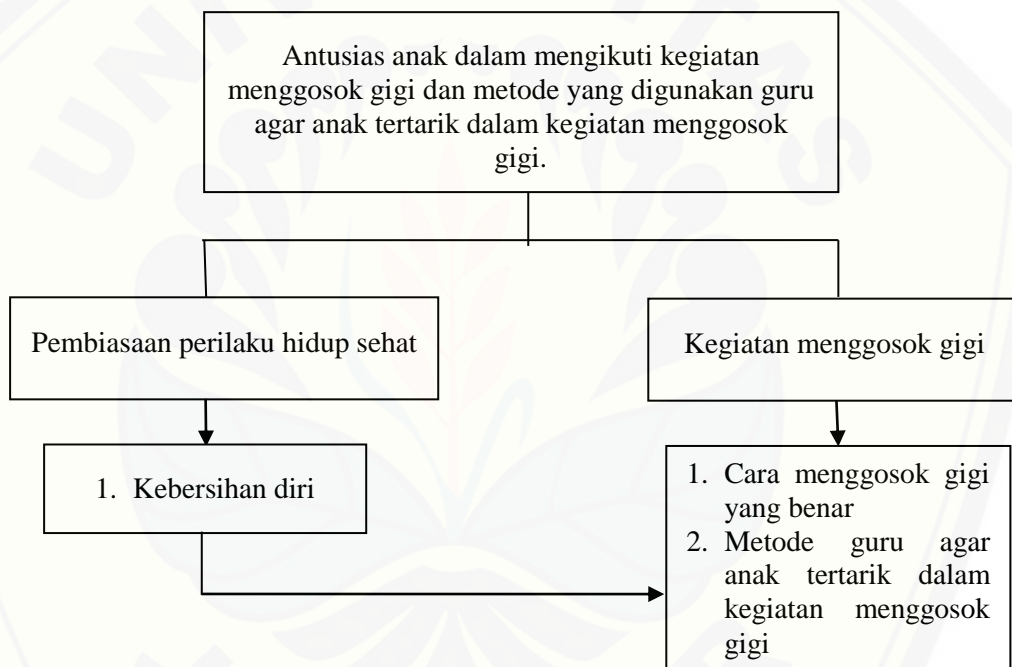 Antusias anak dalam mengikuti kegiatan
menggosok gigi dan metode yang digunakan guru
agar anak tertarik dalam kegiatan menggosok
gigi.
Pembiasaan perilaku hidup sehat
Kegiatan menggosok gigi
1. Kebersihan diri
1. Cara menggosok gigi
yang benar
2. Metode guru agar
anak tertarik dalam
kegiatan menggosok
gigi